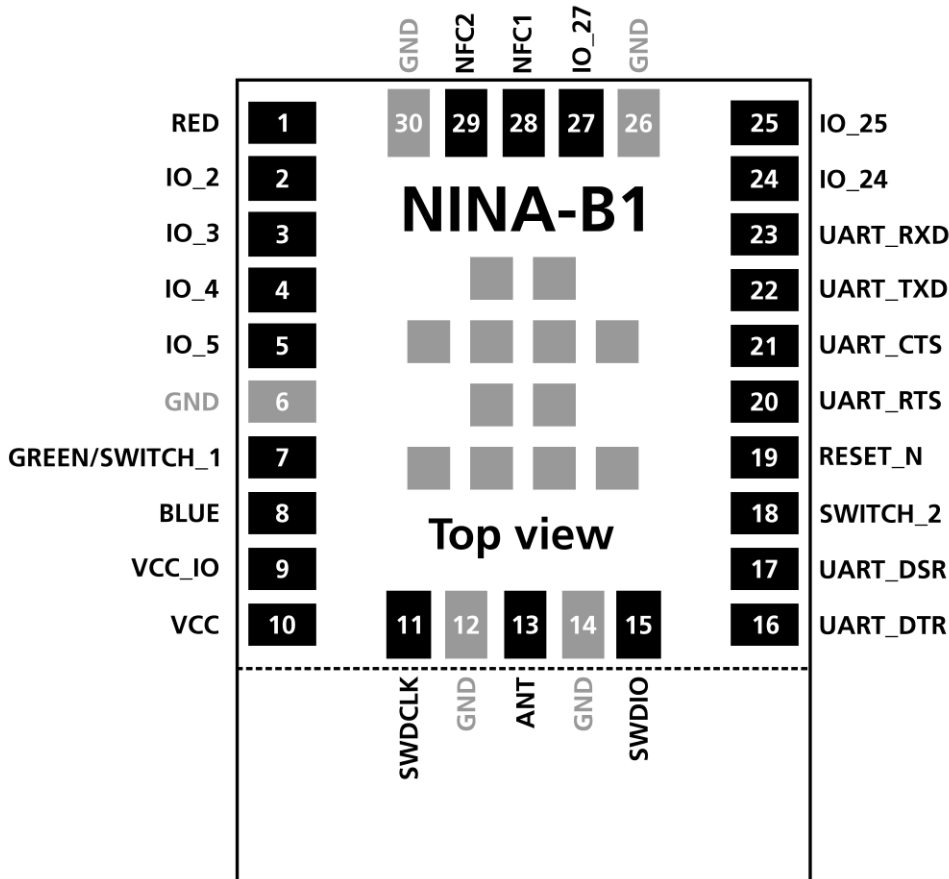 GND NFC2 NFC1 IO_27 GND
30 29 28 27 26
RED 1 25 IO_25
IO_2 2 24 IO_24
NINA-B1
IO_3 3 23 UART_RXD
IO_4 4 22 UART_TXD
IO_5 5 21 UART_CTS
GND 6 20 UART_RTS
GREEN/SWITCH_1 7 19 RESET_N
BLUE 8 18 SWITCH_2
Top view
VCC_IO 9 17 UART_DSR
VCC 10 16 UART_DTR
11 12 13 14 15
SWDCLK GND ANT GND SWDIO